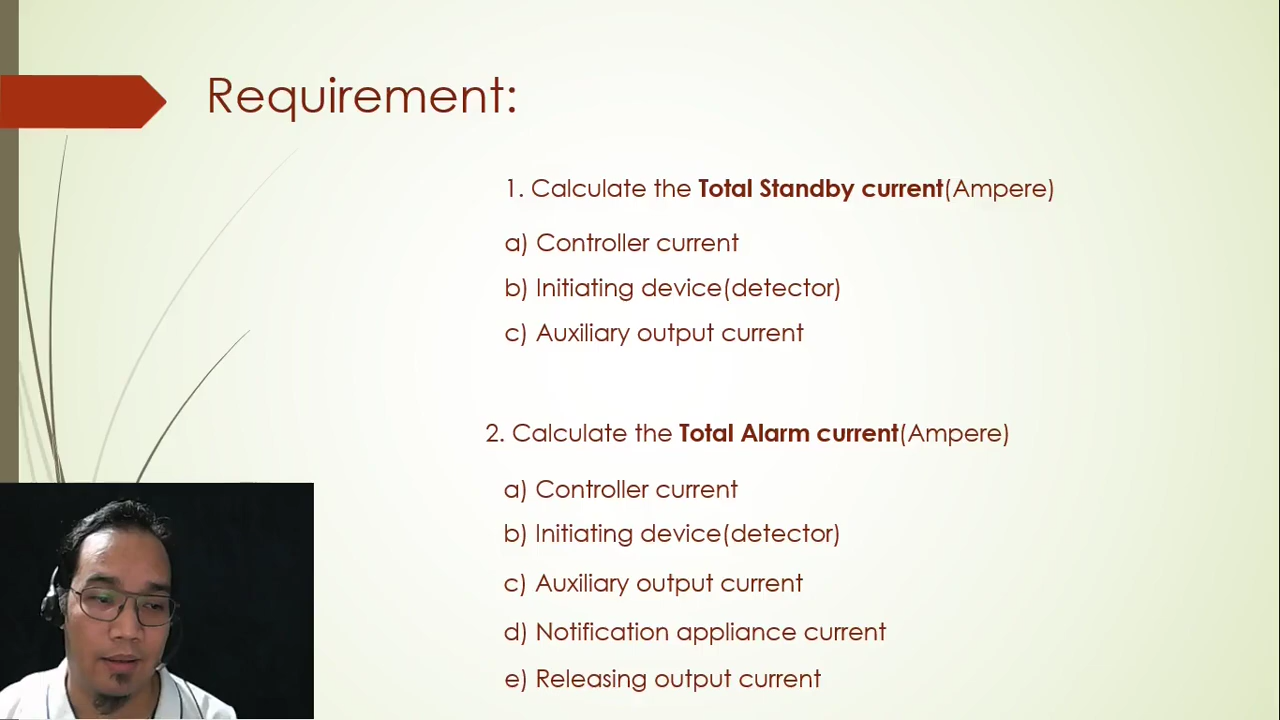 Requirement:
1. Calculate the Total Standby current(Ampere)
a) Controller current
b) Initiating device(detector)
c) Auxiliary output current
2. Calculate the Total Alarm current(Ampere)
a) Controller current
b) Initiating device(detector)
c) Auxiliary output current
d) Notification appliance current
e) Releasing output current